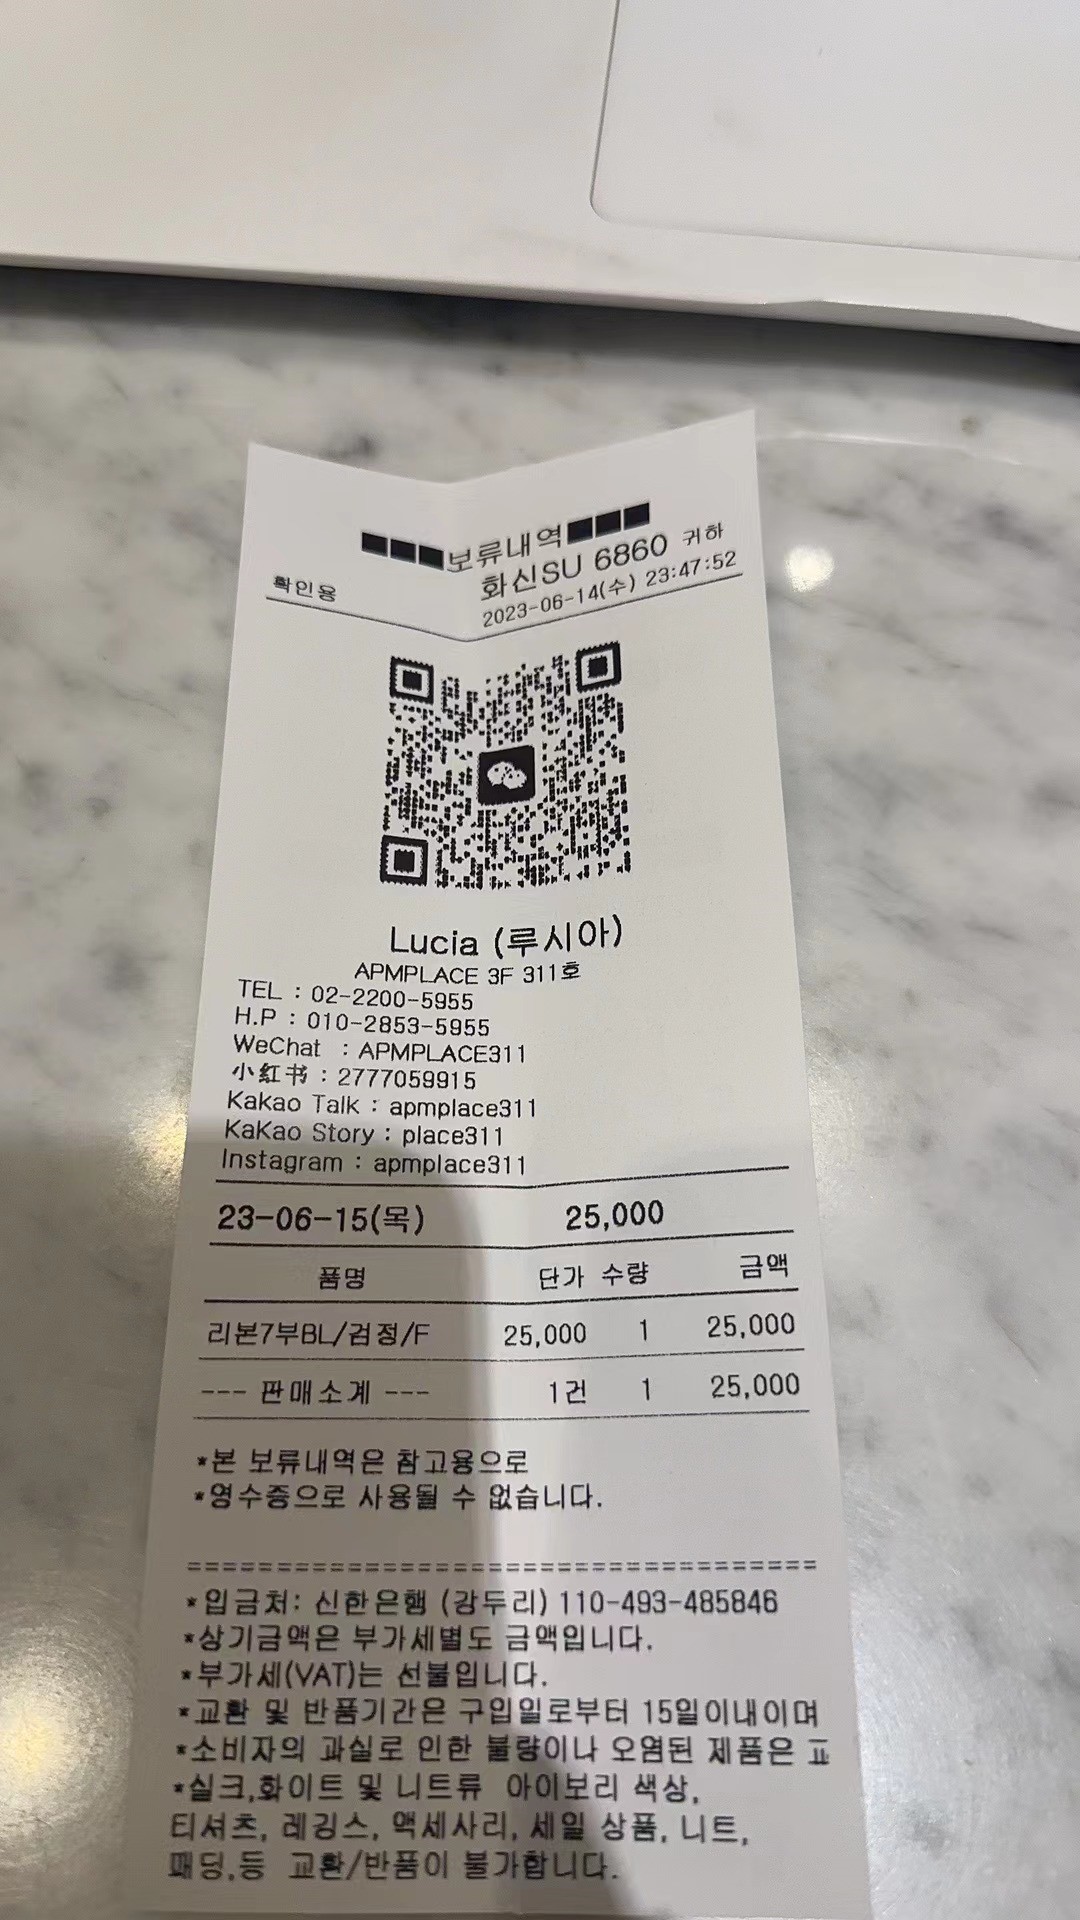 ■■■보류내역■■■
화신SU 6860 귀하
확인용
2023-06-14(수) 23:47:52
Lucia (루시아)
APMPLACE 3F 311호
TEL : 02-2200-5955
H.P : 010-2853-5955
WeChat : APMPLACE311
小紅书 : 2777059915
Kakao Talk : apmplace311
KaKao Story : place311
Instagram : apmplace311
23-06-15(목) 25,000
품명 단가 수량 금액
리본7부BL/검정/F 25,000 1 25,000
--- 판매소계 --- 1건 1 25,000
*본 보류내역은 참고용으로
*영수증으로 사용될 수 없습니다.
===================================
*입금처: 신한은행 (강두리) 110-493-485846
*상기금액은 부가세별도 금액입니다.
*부가세(VAT)는 선불입니다.
*교환 및 반품기간은 구입일로부터 15일이내이며
*소비자의 과실로 인한 불량이나 오염된 제품은
*실크,화이트 및 니트류 아이보리 색상,
티셔츠, 레깅스, 액세사리, 세일 상품, 니트,
패딩,등 교환/반품이 불가합니다.